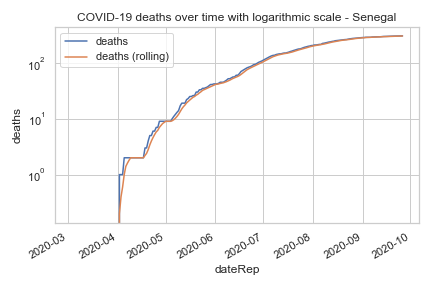 COVID-19 deaths over time with logarithmic scale - Senegal
deaths
deaths (rolling)
10²
10¹
10⁰
deaths
2020-03
2020-04
2020-05
2020-06
2020-07
2020-08
2020-09
2020-10
dateRep